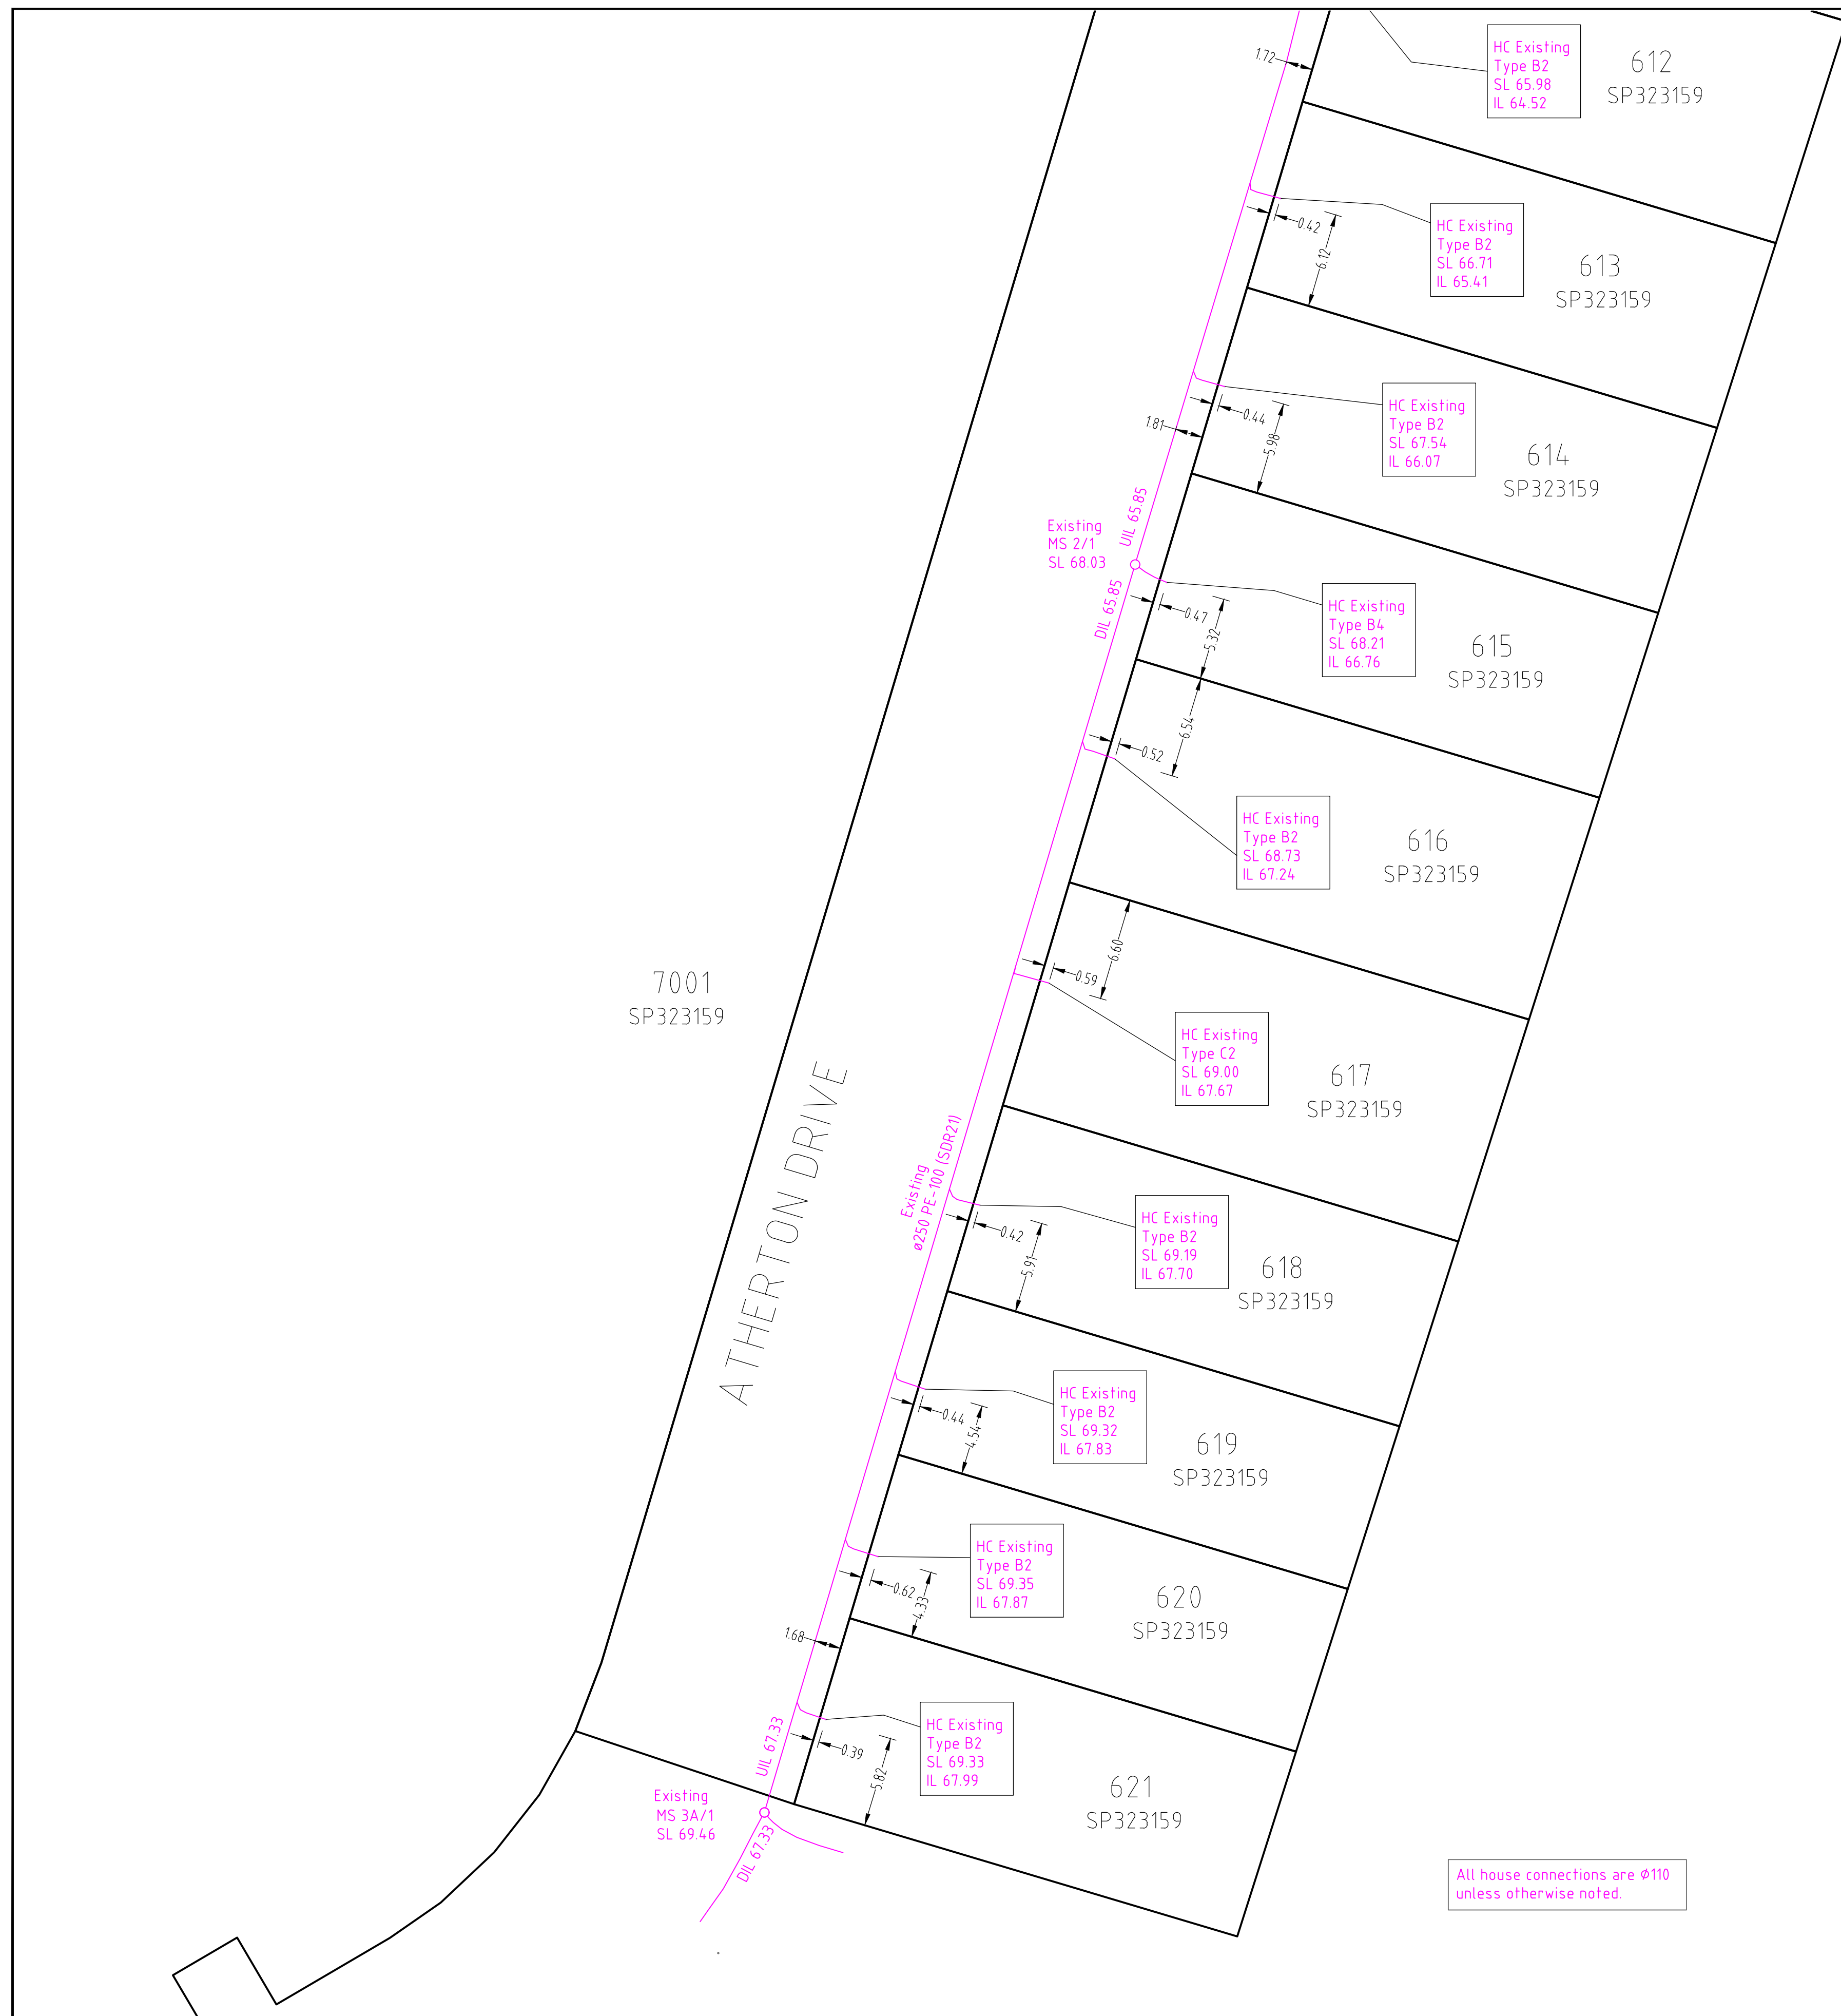 1.72
HC Existing
Type B2
SL 65.98
IL 64.52
612
SP323159
HC Existing
Type B2
SL 66.71
IL 65.41
0.42
6.12
613
SP323159
HC Existing
Type B2
SL 67.54
IL 66.07
0.44
5.98
1.81
614
SP323159
UIL 65.85
Existing
MS 2/1
SL 68.03
DIL 65.85
HC Existing
Type B4
SL 68.21
IL 66.76
0.47
5.32
615
SP323159
6.54
0.52
HC Existing
Type B2
SL 68.73
IL 67.24
616
SP323159
6.60
0.59
7001
SP323159
HC Existing
Type C2
SL 69.00
IL 67.67
617
SP323159
ATHERTON DRIVE
Existing
ø250 PE-100 (SDR21)
HC Existing
Type B2
SL 69.19
IL 67.70
0.42
5.91
618
SP323159
HC Existing
Type B2
SL 69.32
IL 67.83
0.44
4.54
619
SP323159
HC Existing
Type B2
SL 69.35
IL 67.87
0.62
4.33
620
SP323159
1.68
HC Existing
Type B2
SL 69.33
IL 67.99
0.39
5.82
UIL 67.33
621
SP323159
Existing
MS 3A/1
SL 69.46
DIL 67.33
All house connections are Ø110
unless otherwise noted.